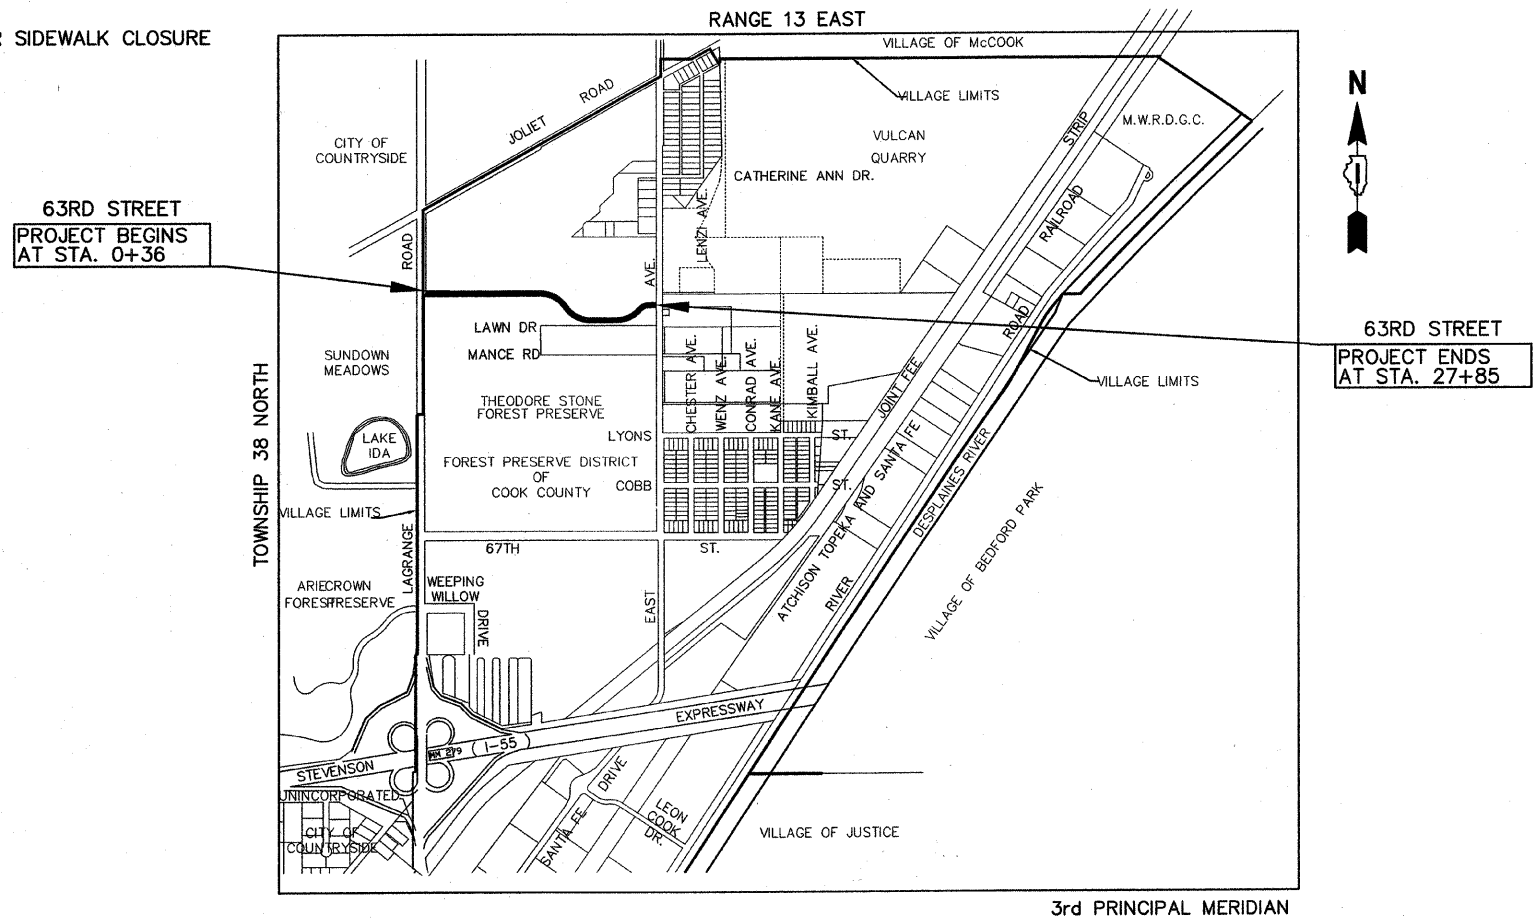 RANGE 13 EAST
SIDEWALK CLOSURE
VILLAGE OF McCOOK
N
ROAD
VILLAGE LIMITS
STRIP
M.W.R.D.G.C.
JOLIET
VULCAN
QUARRY
CITY OF
COUNTRYSIDE
CATHERINE ANN DR.
63RD STREET
PROJECT BEGINS
AT STA. 0+36
ROAD
LENZI AVE.
RAILROAD
AVE.
LAWN DR
MANCE RD
ROAD
63RD STREET
PROJECT ENDS
AT STA. 27+85
SUNDOWN
MEADOWS
CHESTER AVE.
WENZ AVE.
CONRAD AVE.
KANE AVE.
KIMBALL AVE.
JOINT FEE
VILLAGE LIMITS
TOWNSHIP 38 NORTH
THEODORE STONE
FOREST PRESERVE
LYONS
ST.
LAKE
IDA
FOREST PRESERVE DISTRICT
OF
COOK COUNTY
COBB
ST.
ATCHISON TOPEKA AND SANTA FE
DESPLAINES RIVER
VILLAGE LIMITS
67TH
ST.
LAGRANGE
VILLAGE OF BEDFORD PARK
ARIECROWN
FOREST PRESERVE
WEEPING
WILLOW
DRIVE
EAST
RIVER
EXPRESSWAY
STEVENSON
MM 279
I-55
UNINCORPORATED
CITY OF
COUNTRYSIDE
SANTA FE
DRIVE
LEON
COOK
DR.
VILLAGE OF JUSTICE
3rd PRINCIPAL MERIDIAN